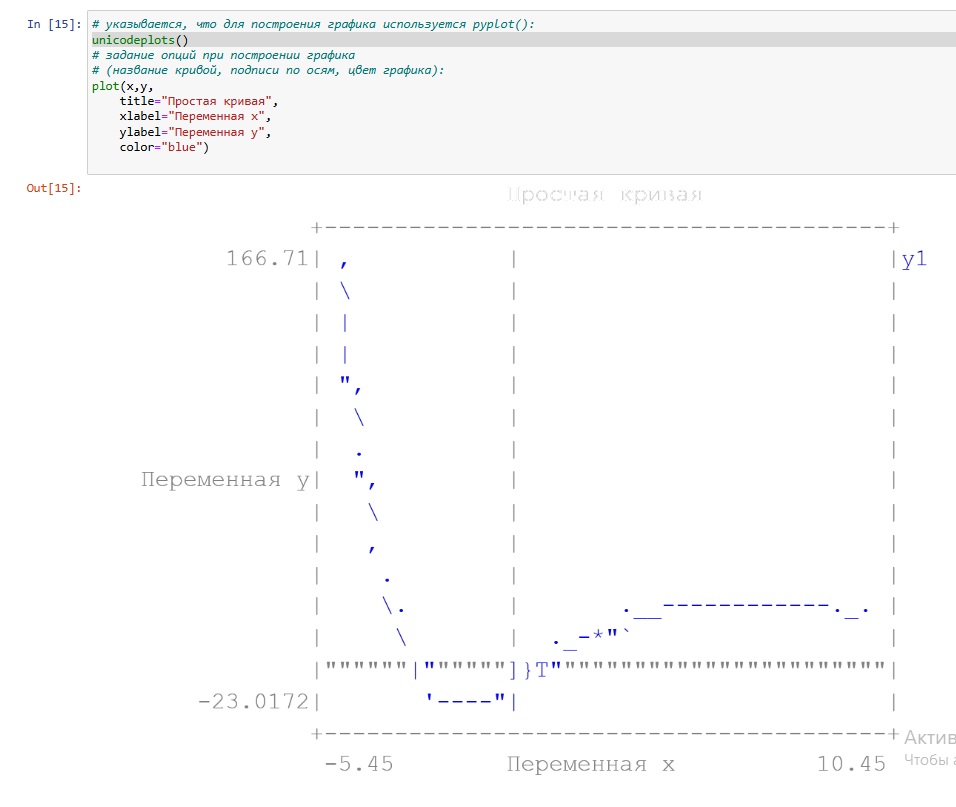 In [15]:
# указывается, что для построения графика используется pyplot():
unicodeplots()
# задание опций при построении графика
# (название кривой, подписи по осям, цвет графика):
plot(x,y,
title="Простая кривая",
xlabel="Переменная x",
ylabel="Переменная y",
color="blue")
Out[15]:
Простая кривая
166.71
y1
Переменная y
-23.0172
-5.45 Переменная x 10.45
Актив
Чтобы а